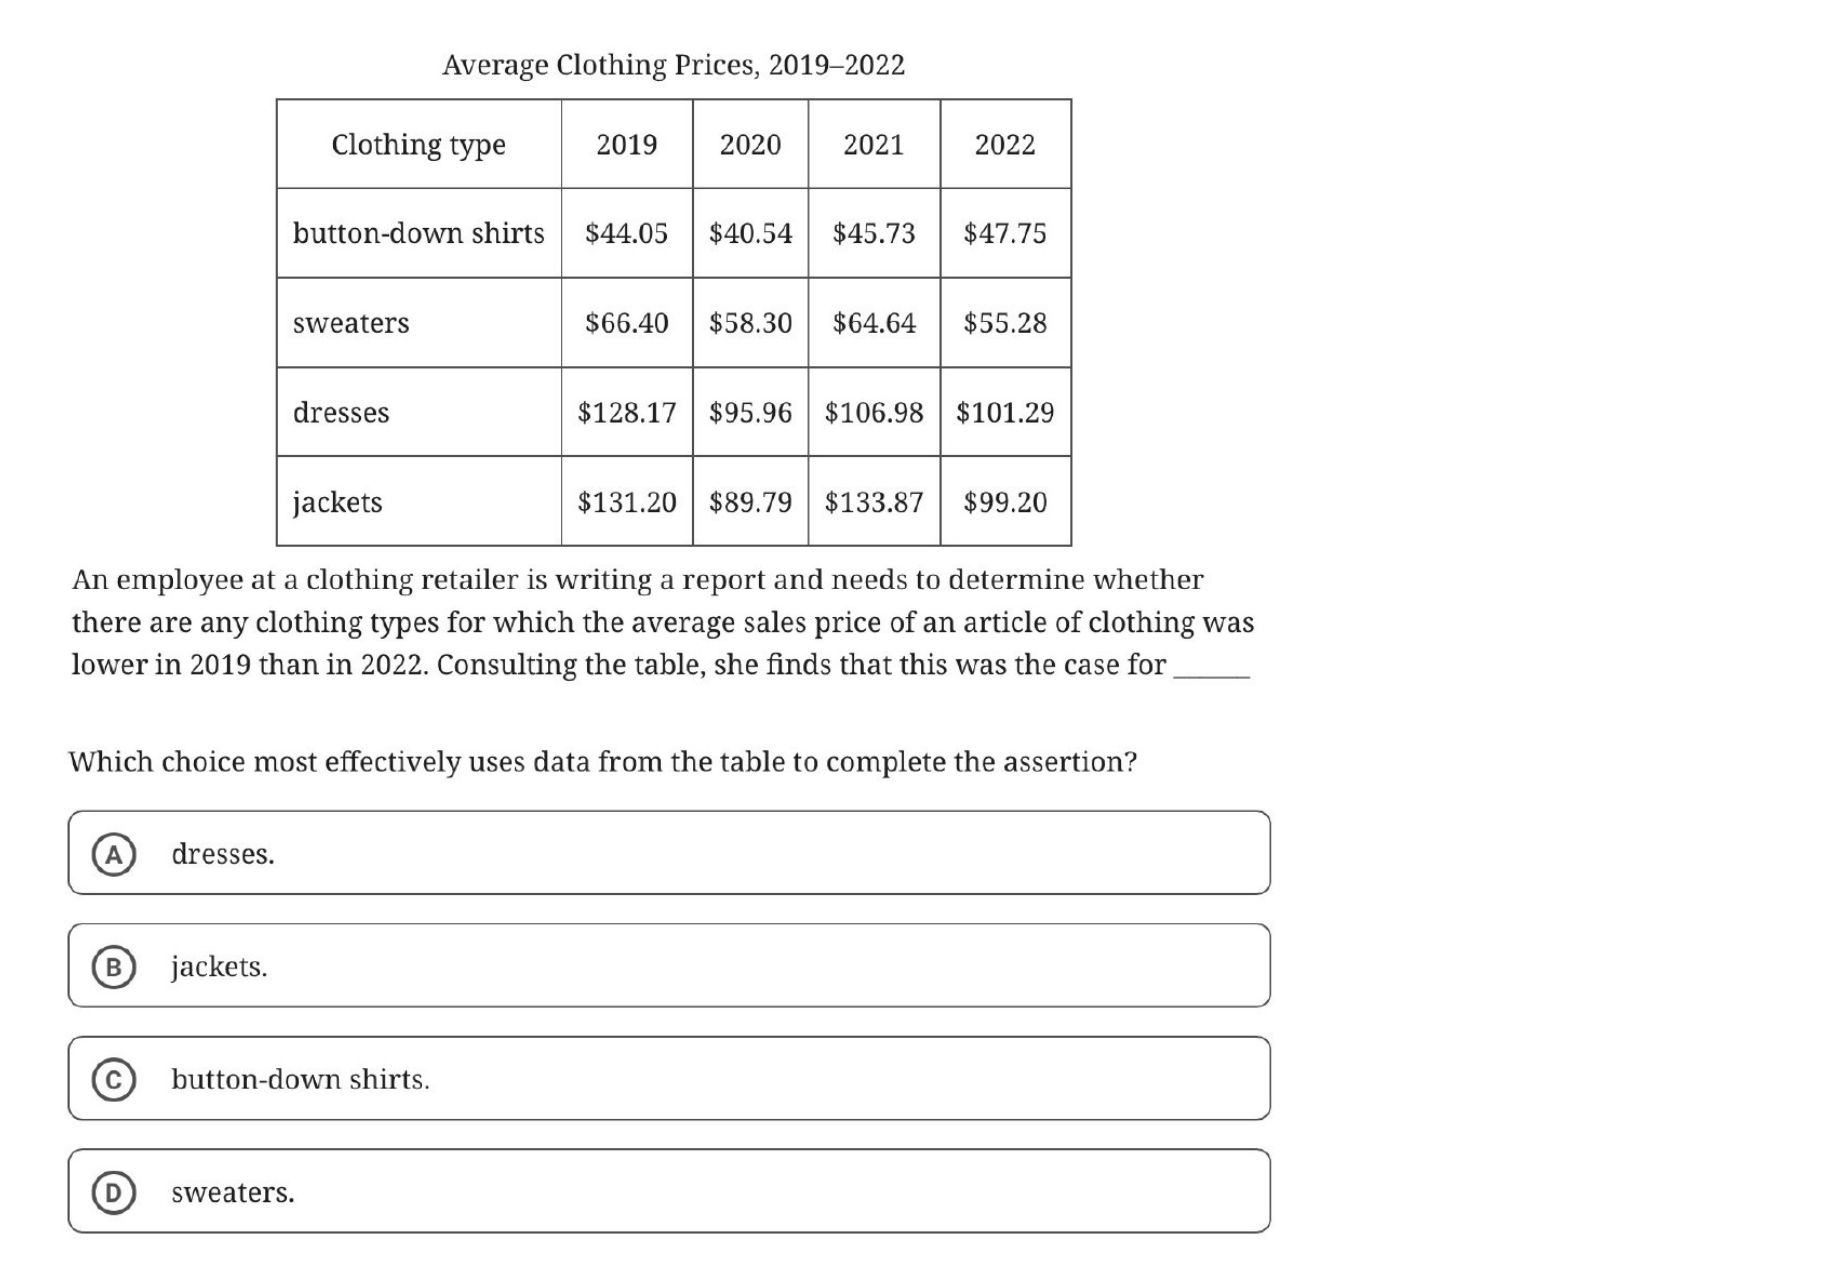 Average Clothing Prices, 2019–2022
Clothing type 2019 2020 2021 2022
button-down shirts $44.05 $40.54 $45.73 $47.75
sweaters $66.40 $58.30 $64.64 $55.28
dresses $128.17 $95.96 $106.98 $101.29
jackets $131.20 $89.79 $133.87 $99.20
An employee at a clothing retailer is writing a report and needs to determine whether
there are any clothing types for which the average sales price of an article of clothing was
lower in 2019 than in 2022. Consulting the table, she finds that this was the case for ______
Which choice most effectively uses data from the table to complete the assertion?
A dresses.
B jackets.
C button-down shirts.
D sweaters.